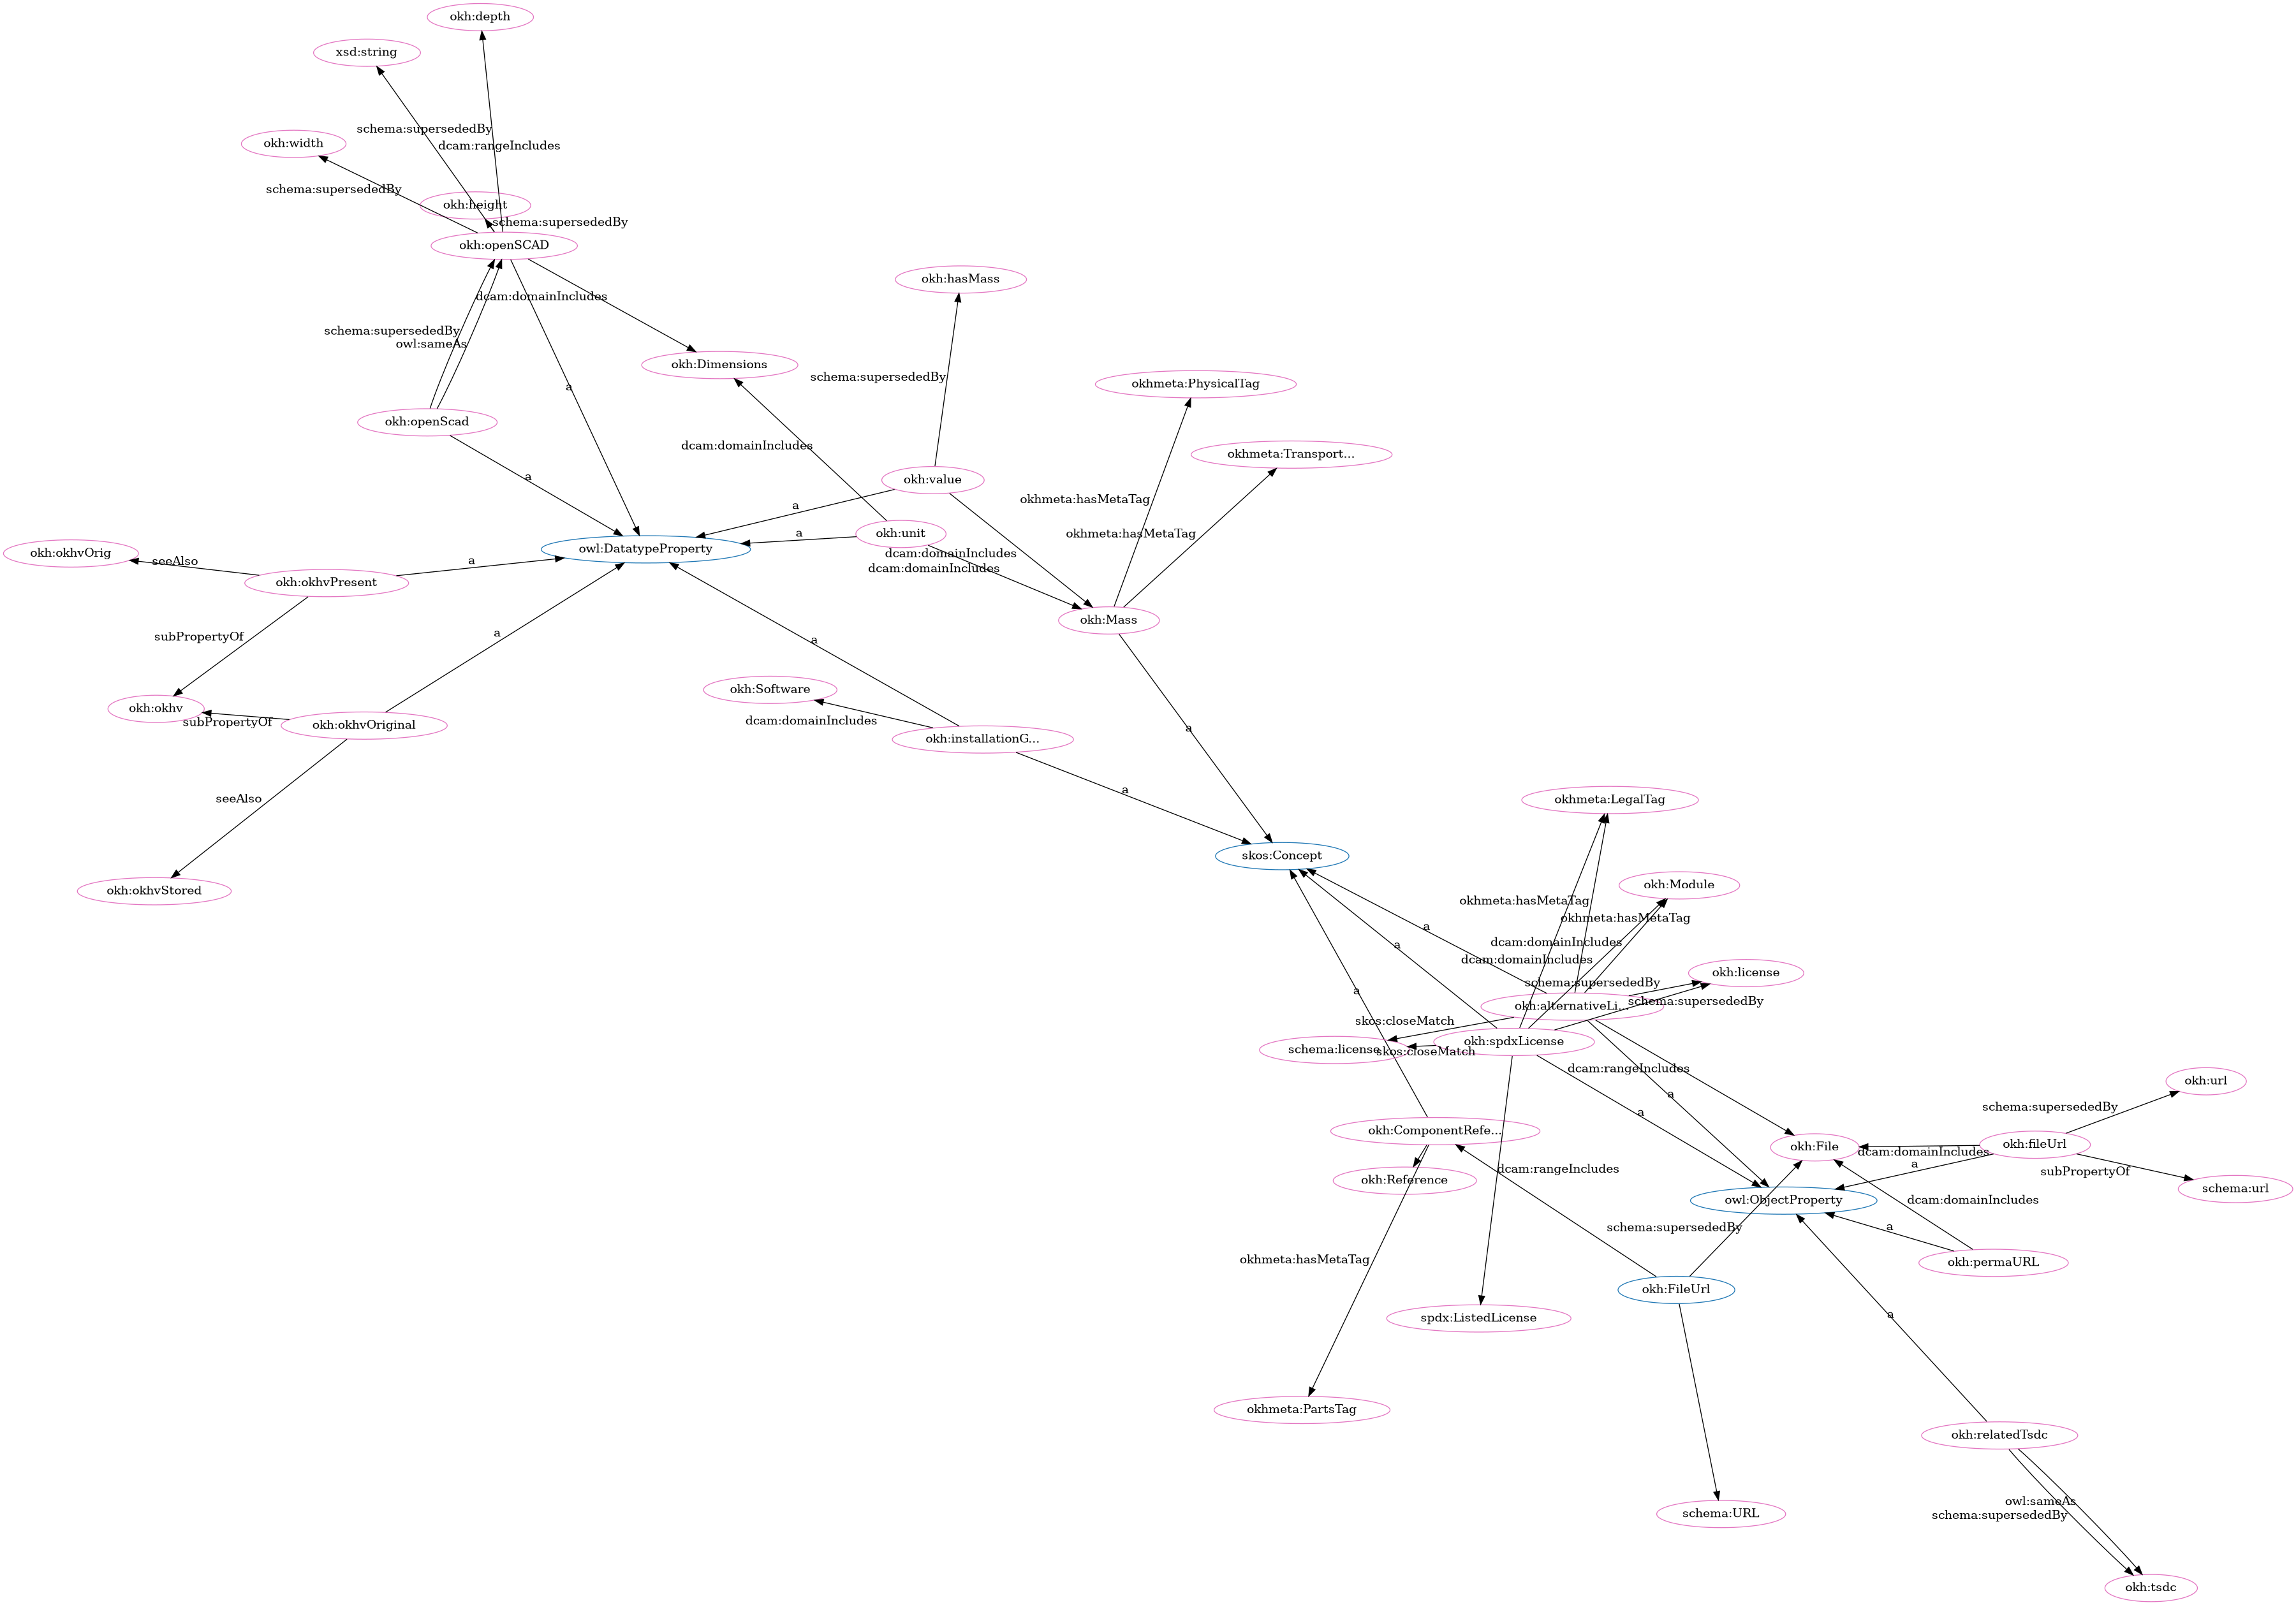 okh:depth
xsd:string
schema:supersededBy
okh:width
dcam:rangeIncludes
schema:supersededBy
okh:height
schema:supersededBy
okh:openSCAD
okh:hasMass
dcam:domainIncludes
schema:supersededBy
owl:sameAs
okh:Dimensions
schema:supersededBy
a
okhmeta:PhysicalTag
okh:openScad
dcam:domainIncludes
okhmeta:Transport...
a
okh:value
okhmeta:hasMetaTag
a
okh:unit
a
okhmeta:hasMetaTag
owl:DatatypeProperty
okh:okhvOrig
seeAlso
a
dcam:domainIncludes
dcam:domainIncludes
okh:okhvPresent
okh:Mass
subPropertyOf
a
a
okh:Software
okh:okhv
subPropertyOf
okh:okhvOriginal
dcam:domainIncludes
a
okh:installationG...
seeAlso
a
okhmeta:LegalTag
skos:Concept
okh:okhvStored
okh:Module
okhmeta:hasMetaTag
okhmeta:hasMetaTag
a
a
dcam:domainIncludes
dcam:domainIncludes
okh:license
schema:supersededBy
a
schema:supersededBy
okh:alternativeLi...
skos:closeMatch
okh:spdxLicense
schema:license
skos:closeMatch
dcam:rangeIncludes
okh:url
a
a
schema:supersededBy
okh:ComponentRefe...
okh:File
okh:fileUrl
dcam:domainIncludes
a
dcam:rangeIncludes
subPropertyOf
okh:Reference
schema:url
owl:ObjectProperty
dcam:domainIncludes
schema:supersededBy
a
okhmeta:hasMetaTag
okh:permaURL
okh:FileUrl
spdx:ListedLicense
a
okhmeta:PartsTag
okh:relatedTsdc
owl:sameAs
schema:URL
schema:supersededBy
okh:tsdc